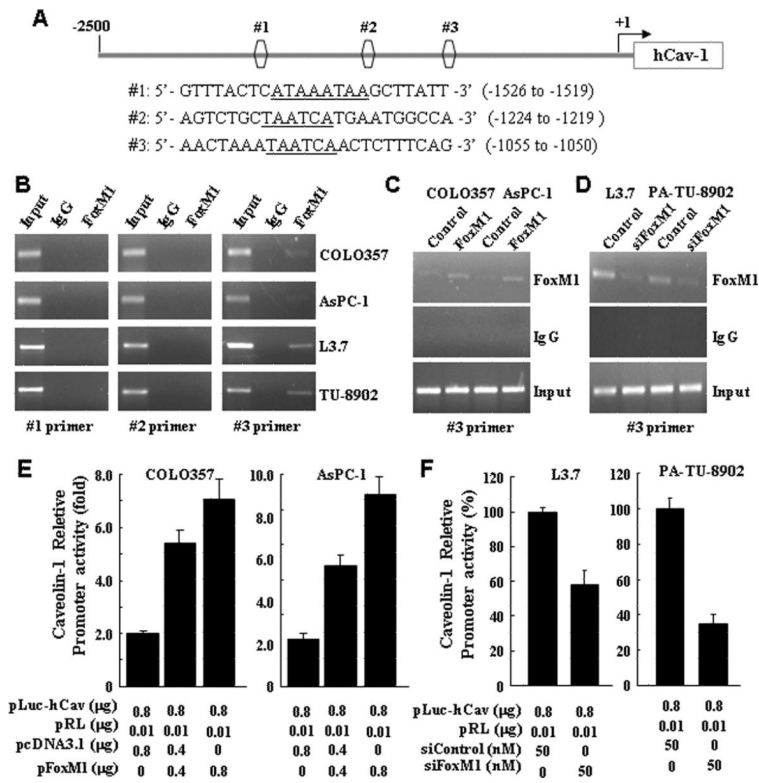 A
-2500
#1
#2
#3
+1
hCav-1
#1: 5’- GTTTACTCATAAATAAGCTTATT -3’ (-1526 to -1519)
#2: 5’- AGTCTGCTAATCATGAATGGCCA -3’ (-1224 to -1219 )
#3: 5’- AACTAAATAATCAACTCTTTCAG -3’ (-1055 to -1050)
B
Input IgG FoxM1 Input IgG FoxM1 Input IgG FoxM1
COLO357
AsPC-1
L3.7
TU-8902
#1 primer #2 primer #3 primer
C
COLO357 AsPC-1
Control FoxM1 Control FoxM1
FoxM1
IgG
Input
#3 primer
D
L3.7 PA-TU-8902
Control siFoxM1 Control siFoxM1
FoxM1
IgG
Input
#3 primer
E
Caveolin-1 Reletive
Promoter activity (fold)
COLO357
8.0
6.0
4.0
2.0
0
AsPC-1
10.0
8.0
6.0
4.0
2.0
0
pLuc-hCav (µg) 0.8 0.8 0.8 0.8 0.8 0.8
pRL (µg) 0.01 0.01 0.01 0.01 0.01 0.01
pcDNA3.1 (µg) 0.8 0.4 0 0.8 0.4 0
pFoxM1 (µg) 0 0.4 0.8 0 0.4 0.8
F
Caveolin-1 Reletive
Promoter activity (%)
L3.7
120
100
80
60
40
20
0
PA-TU-8902
120
100
80
60
40
20
0
pLuc-hCav (µg) 0.8 0.8 0.8 0.8
pRL (µg) 0.01 0.01 0.01 0.01
siControl (nM) 50 0 50 0
siFoxM1 (nM) 0 50 0 50